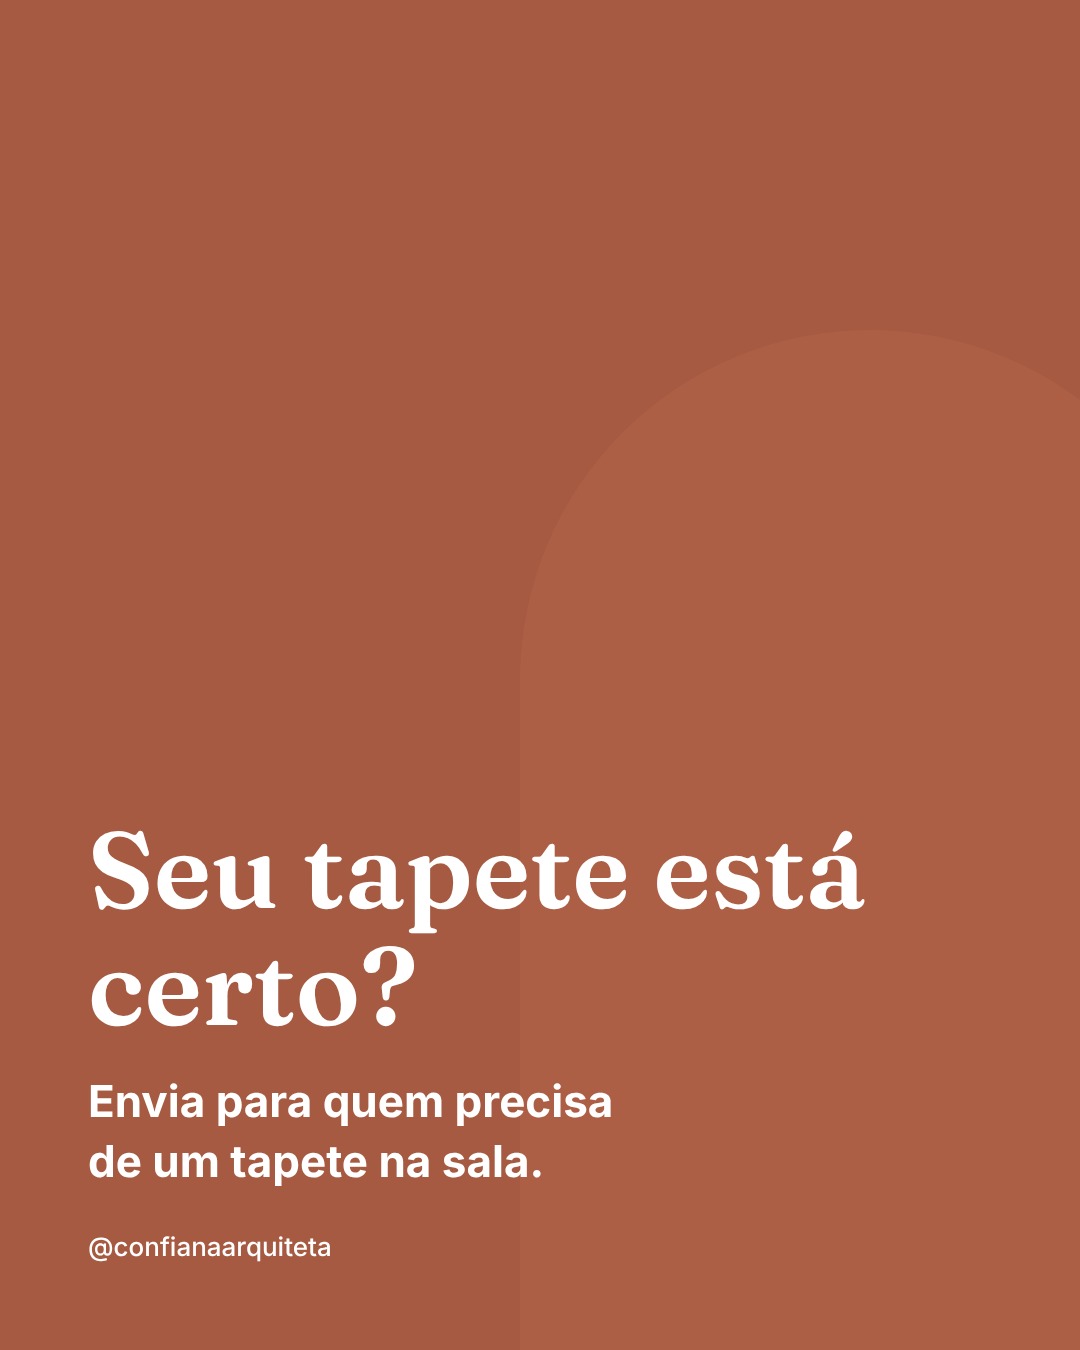 Seu tapete está
certo?
Envia para quem precisa
de um tapete na sala.
@confianaarquiteta